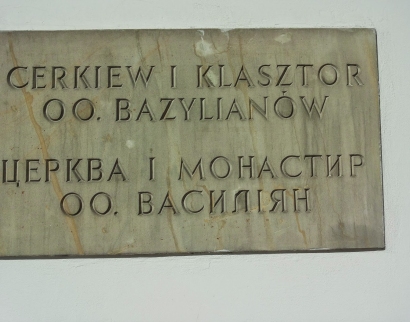 CERKIEW I KLASZTOR
OO. BAZYLIANÓW
ЦЕРКВА І МОНАСТИР
ОО. ВАСИЛІЯН